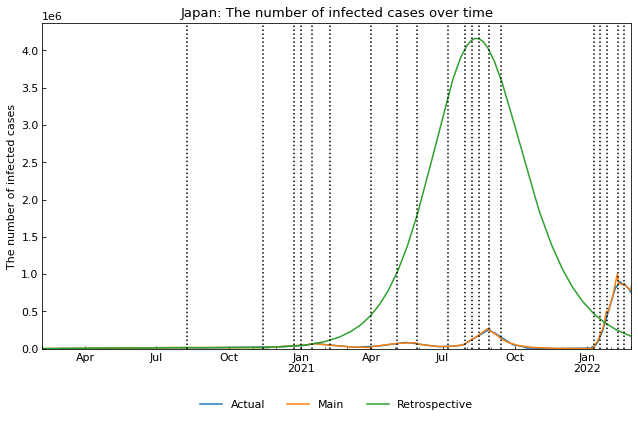 Japan: The number of infected cases over time
1e6
The number of infected cases
4.0
3.5
3.0
2.5
2.0
1.5
1.0
0.5
0.0
Apr Jul Oct Jan Apr Jul Oct Jan
2021 2022
Actual Main Retrospective